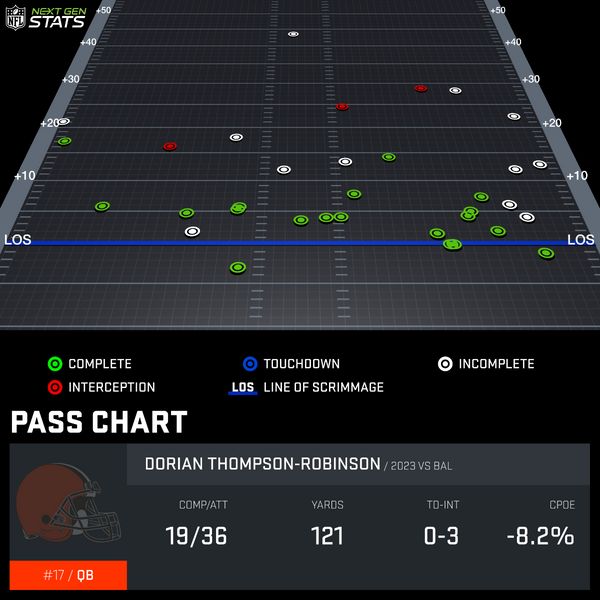 NFL NEXT GEN STATS
+50 +50
+40 +40
+30 +30
+20 +20
+10 +10
LOS LOS
COMPLETE TOUCHDOWN INCOMPLETE
INTERCEPTION LOS LINE OF SCRIMMAGE
PASS CHART
DORIAN THOMPSON-ROBINSON / 2023 VS BAL
COMP/ATT YARDS TD-INT CPOE
19/36 121 0-3 -8.2%
#17 / QB